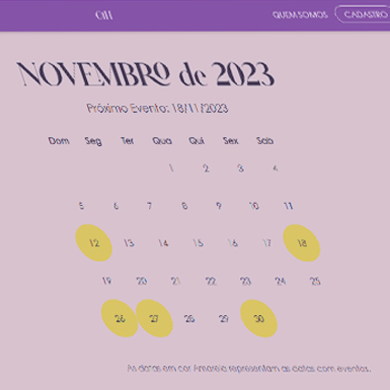 QUEM SOMOS CADASTRO
NOVEMBRO de 2023
Próximo Evento: 18/11/2023
Dom Seg Ter Qua Qui Sex Sab
1 2 3 4
5 6 7 8 9 10 11
12 13 14 15 16 17 18
19 20 21 22 23 24 25
26 27 28 29 30
As datas em cor Amarela representam as datas com eventos.